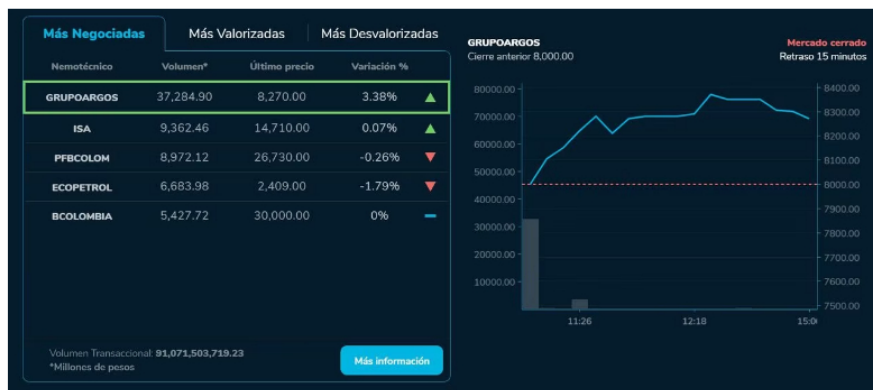 Más Negociadas Más Valorizadas Más Desvalorizadas
Nemotécnico Volumen* Último precio Variación %
GRUPOARGOS 37,284.90 8,270.00 3.38%
ISA 9,362.46 14,710.00 0.07%
PFBCOLOM 8,972.12 26,730.00 -0.26%
ECOPETROL 6,683.98 2,409.00 -1.79%
BCOLOMBIA 5,427.72 30,000.00 0%
Volumen Transaccional: 91,071,503,719.23
*Millones de pesos
Más información
GRUPOARGOS Mercado cerrado
Cierre anterior 8,000.00 Retraso 15 minutos
80000.00 8400.00
70000.00 8300.00
8200.00
60000.00
8100.00
50000.00
8000.00
40000.00
7900.00
30000.00
7800.00
20000.00
7700.00
10000.00 7600.00
7500.00
11:26 12:18 15:0